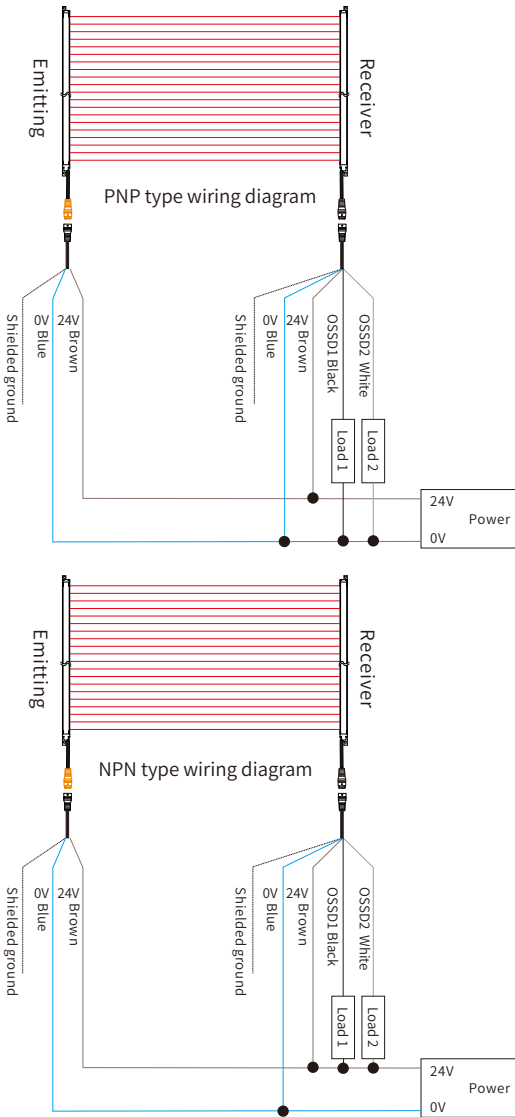 Emitting
Receiver
PNP type wiring diagram
Shielded ground
0V Blue
24V Brown
Shielded ground
0V Blue
24V Brown
OSSD1 Black
OSSD2 White
Load 1
Load 2
24V
Power
0V
Emitting
Receiver
NPN type wiring diagram
Shielded ground
0V Blue
24V Brown
Shielded ground
0V Blue
24V Brown
OSSD1 Black
OSSD2 White
Load 1
Load 2
24V
Power
0V